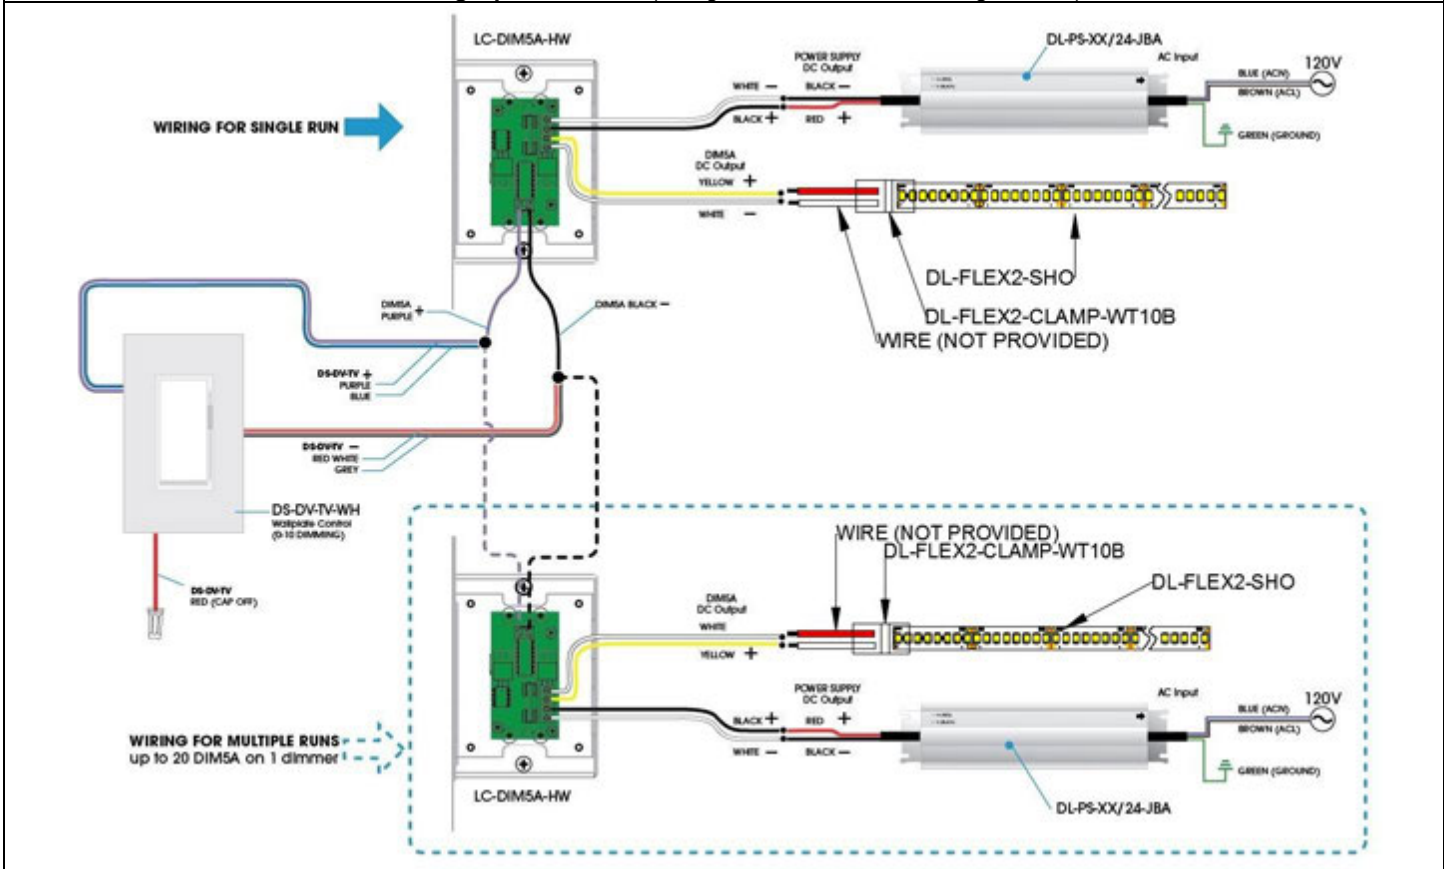 LC-DIM5A-HW
DL-PS-XX/24-JBA
POWER SUPPLY
DC Output
AC Input
120V
WHITE −
BLACK −
BLUE (ACN)
BROWN (ACL)
BLACK +
RED +
GREEN (GROUND)
WIRING FOR SINGLE RUN
DIM5A
DC Output
YELLOW +
WHITE −
DL-FLEX2-SHO
DL-FLEX2-CLAMP-WT10B
WIRE (NOT PROVIDED)
DIM5A +
PURPLE
DIM5A BLACK −
DS-DV-TV +
PURPLE
BLUE
DS-DV-TV −
RED WHITE
GREY
DS-DV-TV-WH
Wallplate Control
(0-10 DIMMING)
DS-DV-TV
RED (CAP OFF)
WIRE (NOT PROVIDED)
DL-FLEX2-CLAMP-WT10B
DL-FLEX2-SHO
DIM5A
DC Output
WHITE
YELLOW +
POWER SUPPLY
DC Output
AC Input
120V
BLACK +
RED +
BLUE (ACN)
BROWN (ACL)
WHITE −
BLACK −
GREEN (GROUND)
WIRING FOR MULTIPLE RUNS
up to 20 DIM5A on 1 dimmer
LC-DIM5A-HW
DL-PS-XX/24-JBA